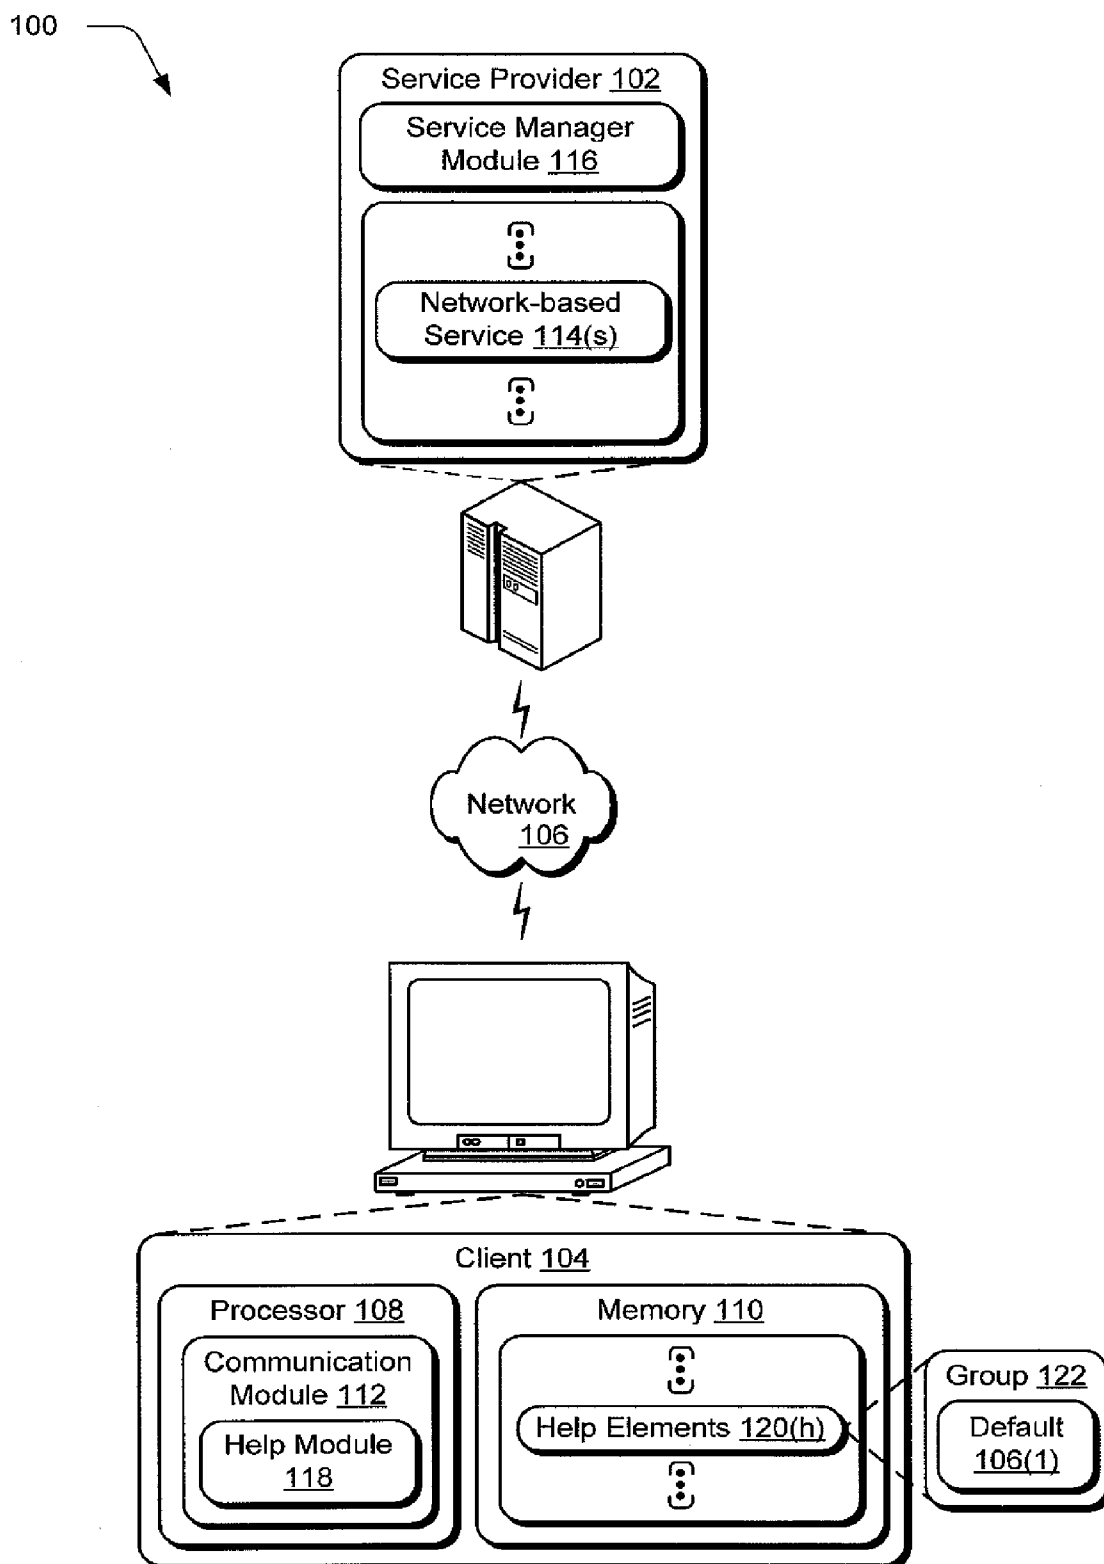 100
Service Provider 102
Service Manager
Module 116
Network-based
Service 114(s)
Network
106
Client 104
Processor 108
Communication
Module 112
Help Module
118
Memory 110
Help Elements 120(h)
Group 122
Default
106(1)